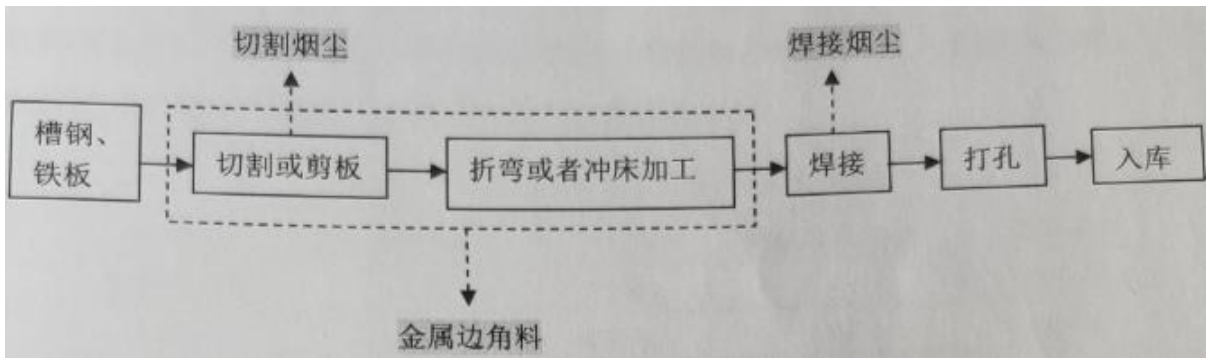 切割烟尘
焊接烟尘
槽钢、
铁板
切割或剪板
折弯或者冲床加工
焊接
打孔
入库
金属边角料